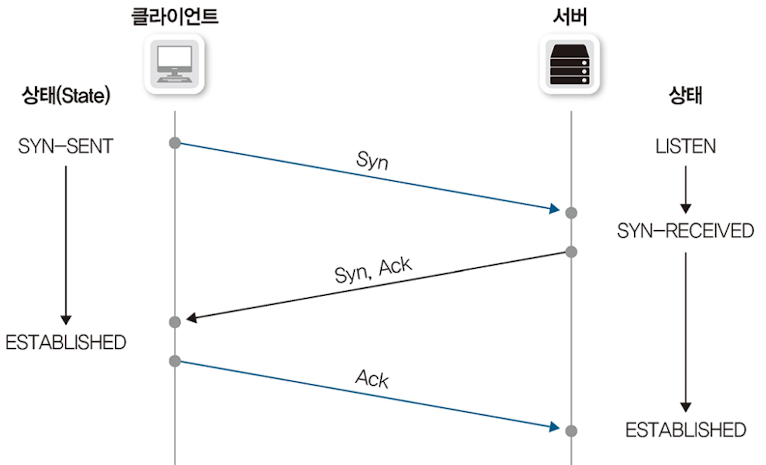 클라이언트
서버
상태(State)
상태
SYN-SENT
LISTEN
Syn
SYN-RECEIVED
Syn, Ack
ESTABLISHED
Ack
ESTABLISHED